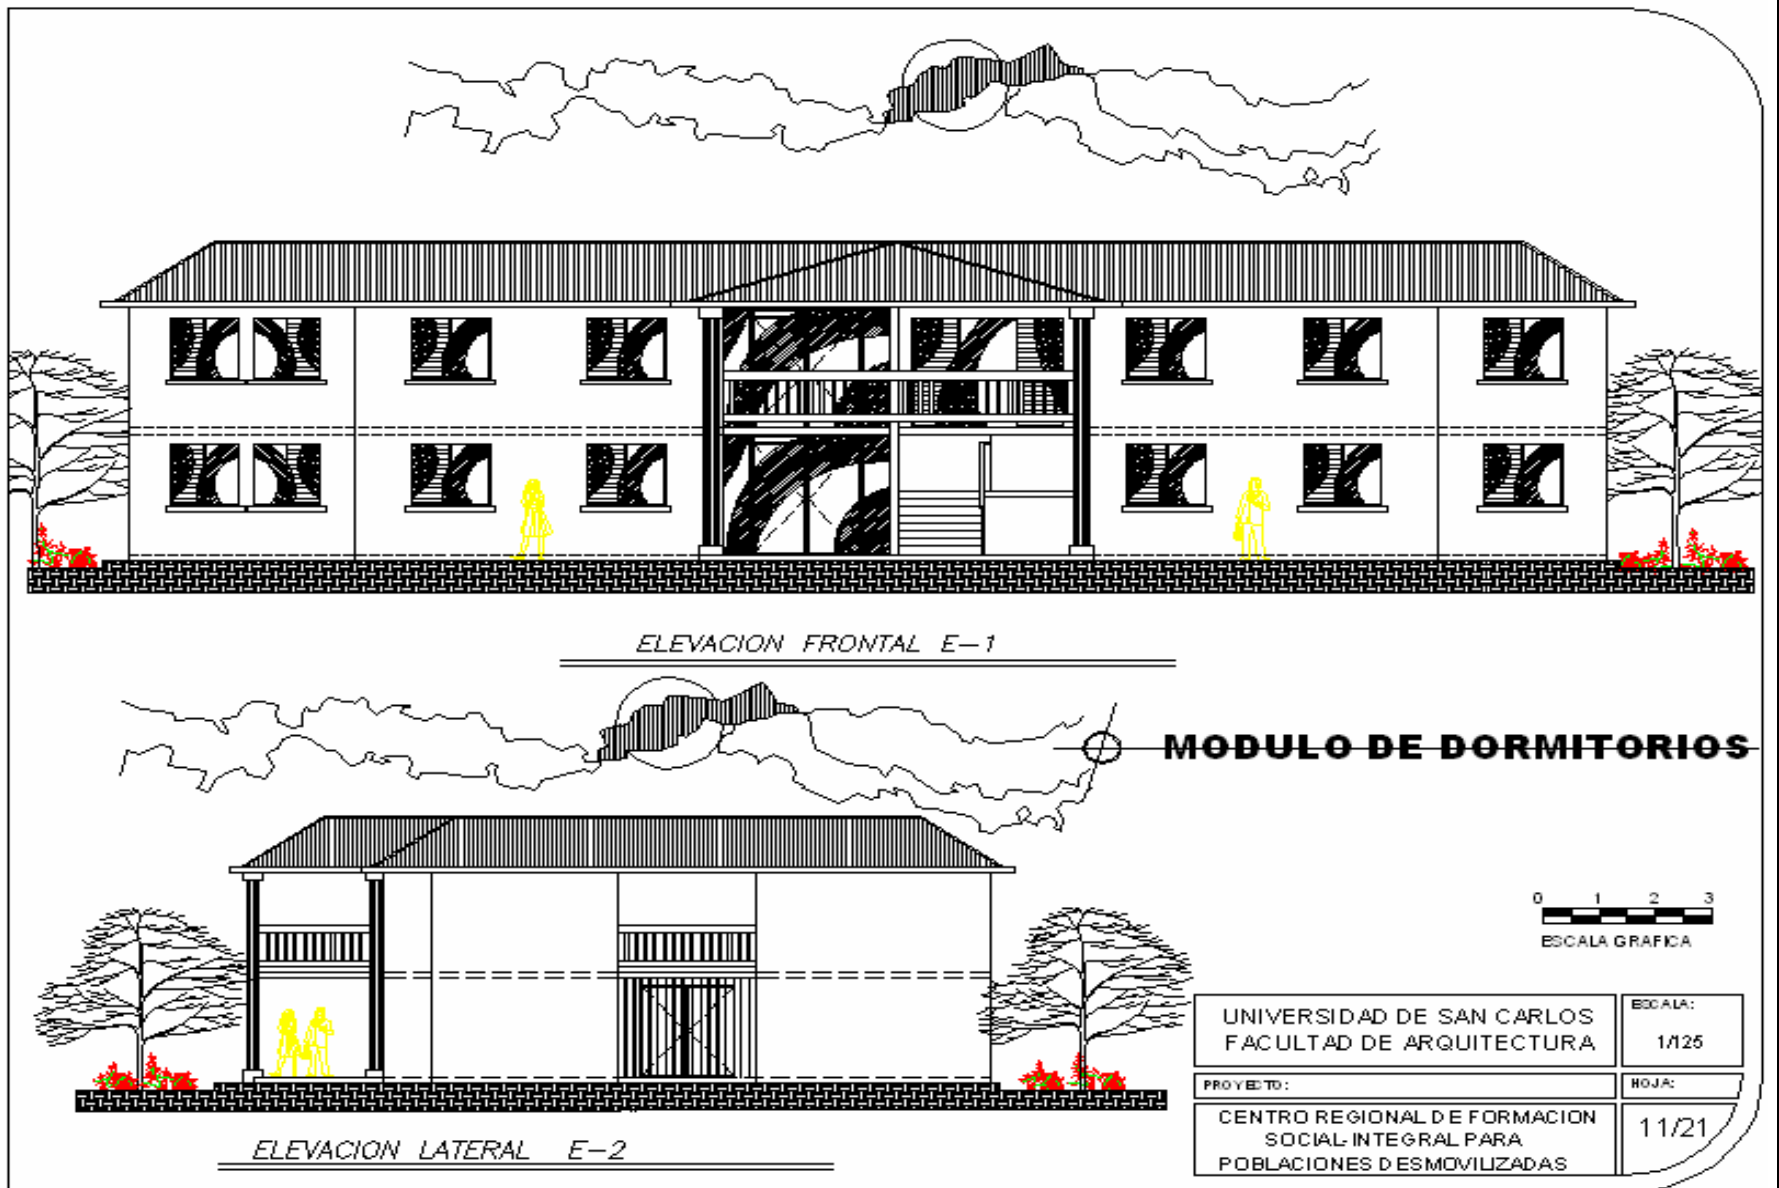 ELEVACION FRONTAL E-1
MODULO DE DORMITORIOS
0 1 2 3
ESCALA GRAFICA
UNIVERSIDAD DE SAN CARLOS
FACULTAD DE ARQUITECTURA
ESCALA:
1/125
PROYECTO:
HOJA:
CENTRO REGIONAL DE FORMACION
SOCIAL-INTEGRAL PARA
POBLACIONES DESMOVILIZADAS
11/21
ELEVACION LATERAL E-2